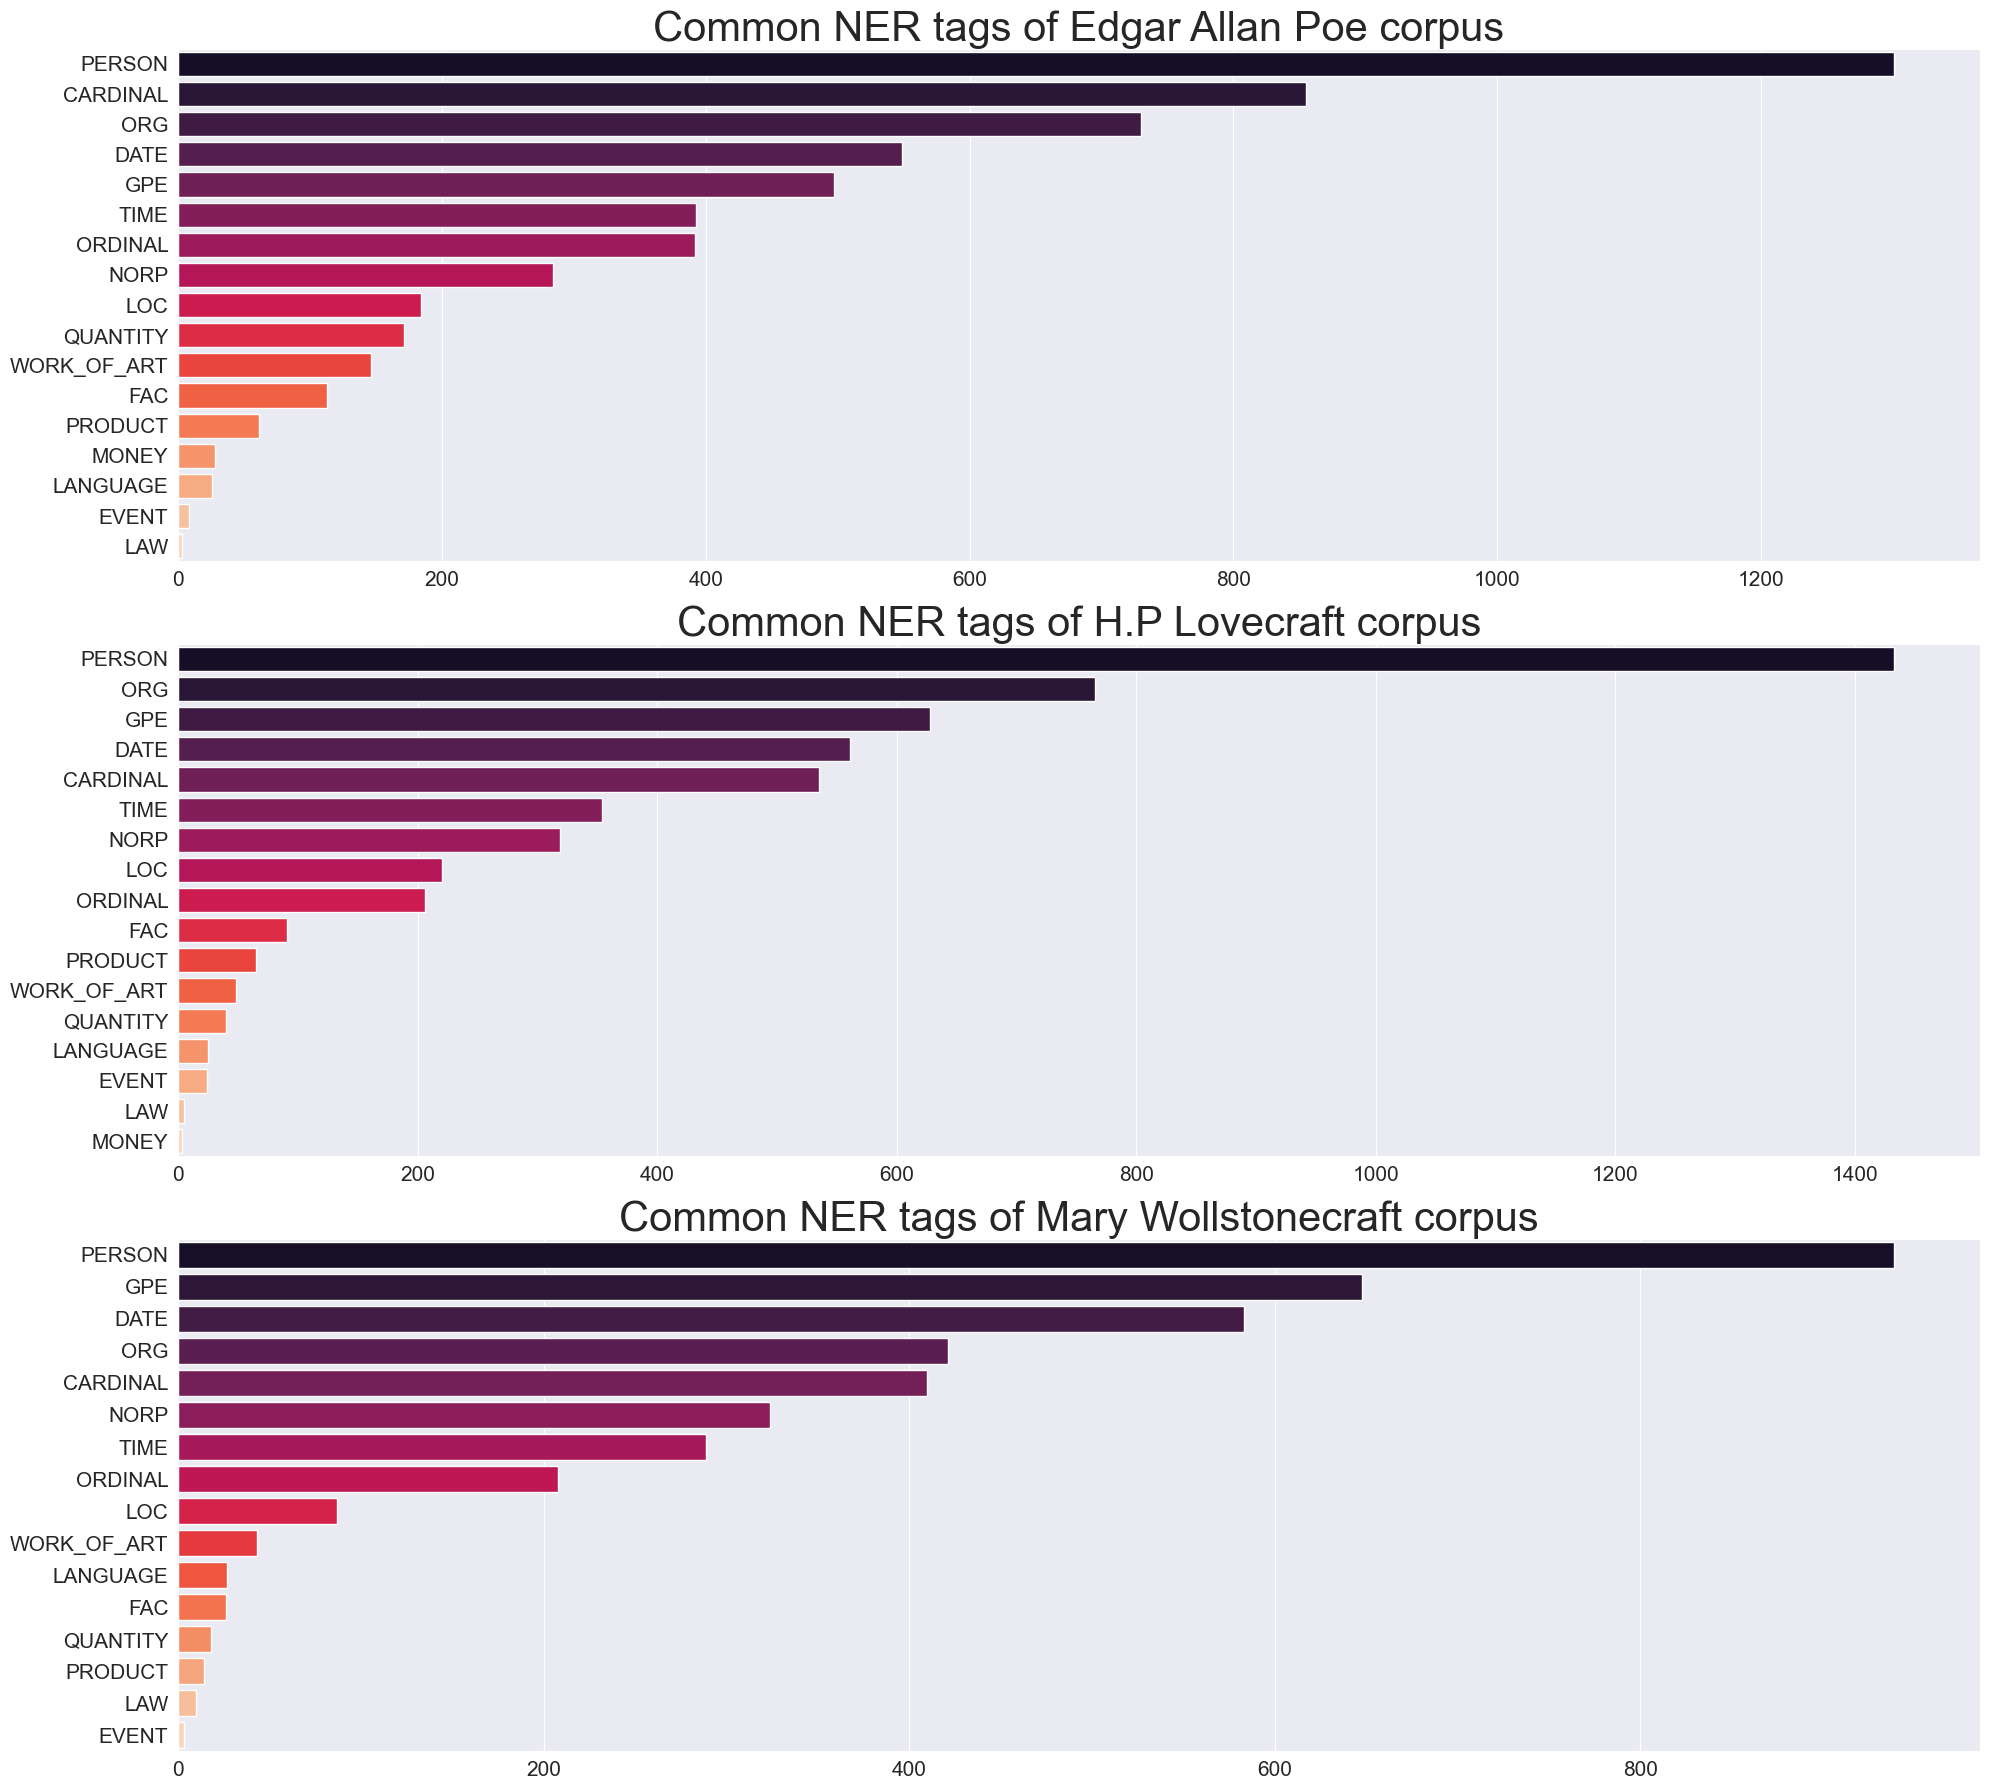 Common NER tags of Edgar Allan Poe corpus
PERSON
CARDINAL
ORG
DATE
GPE
TIME
ORDINAL
NORP
LOC
QUANTITY
WORK_OF_ART
FAC
PRODUCT
MONEY
LANGUAGE
EVENT
LAW
0 200 400 600 800 1000 1200
Common NER tags of H.P Lovecraft corpus
PERSON
ORG
GPE
DATE
CARDINAL
TIME
NORP
LOC
ORDINAL
FAC
PRODUCT
WORK_OF_ART
QUANTITY
LANGUAGE
EVENT
LAW
MONEY
0 200 400 600 800 1000 1200 1400
Common NER tags of Mary Wollstonecraft corpus
PERSON
GPE
DATE
ORG
CARDINAL
NORP
TIME
ORDINAL
LOC
WORK_OF_ART
LANGUAGE
FAC
QUANTITY
PRODUCT
LAW
EVENT
0 200 400 600 800